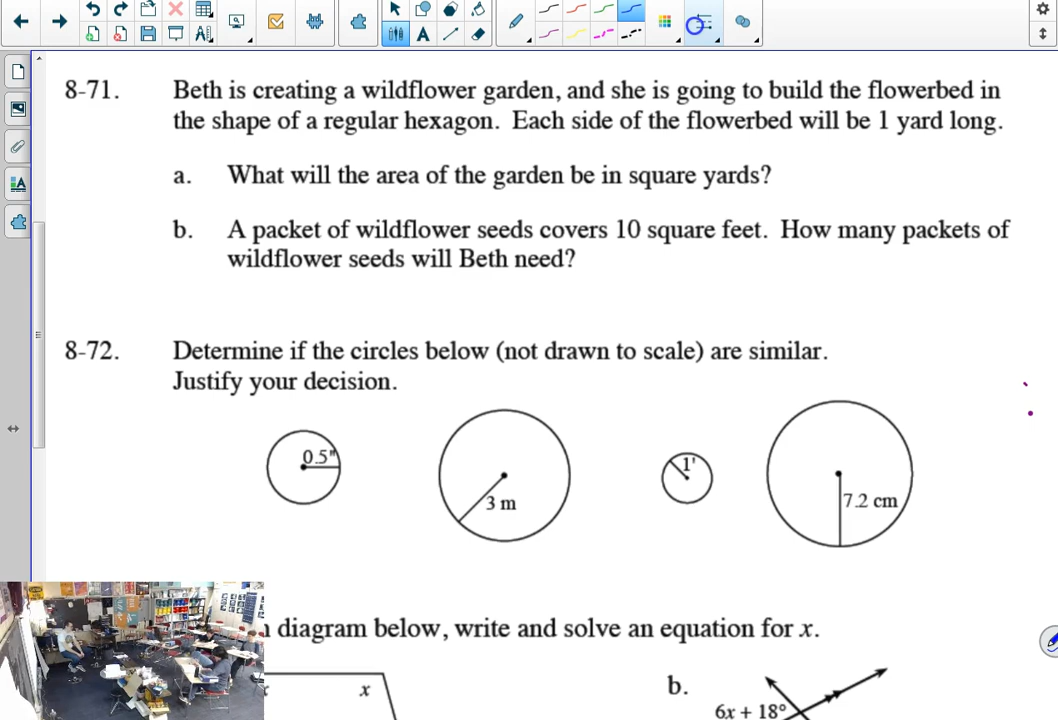 8-71. Beth is creating a wildflower garden, and she is going to build the flowerbed in
the shape of a regular hexagon. Each side of the flowerbed will be 1 yard long.
a. What will the area of the garden be in square yards?
b. A packet of wildflower seeds covers 10 square feet. How many packets of
wildflower seeds will Beth need?
8-72. Determine if the circles below (not drawn to scale) are similar.
Justify your decision.
0.5"
3 m
1'
7.2 cm
diagram below, write and solve an equation for x.
x
b.
6x + 18°